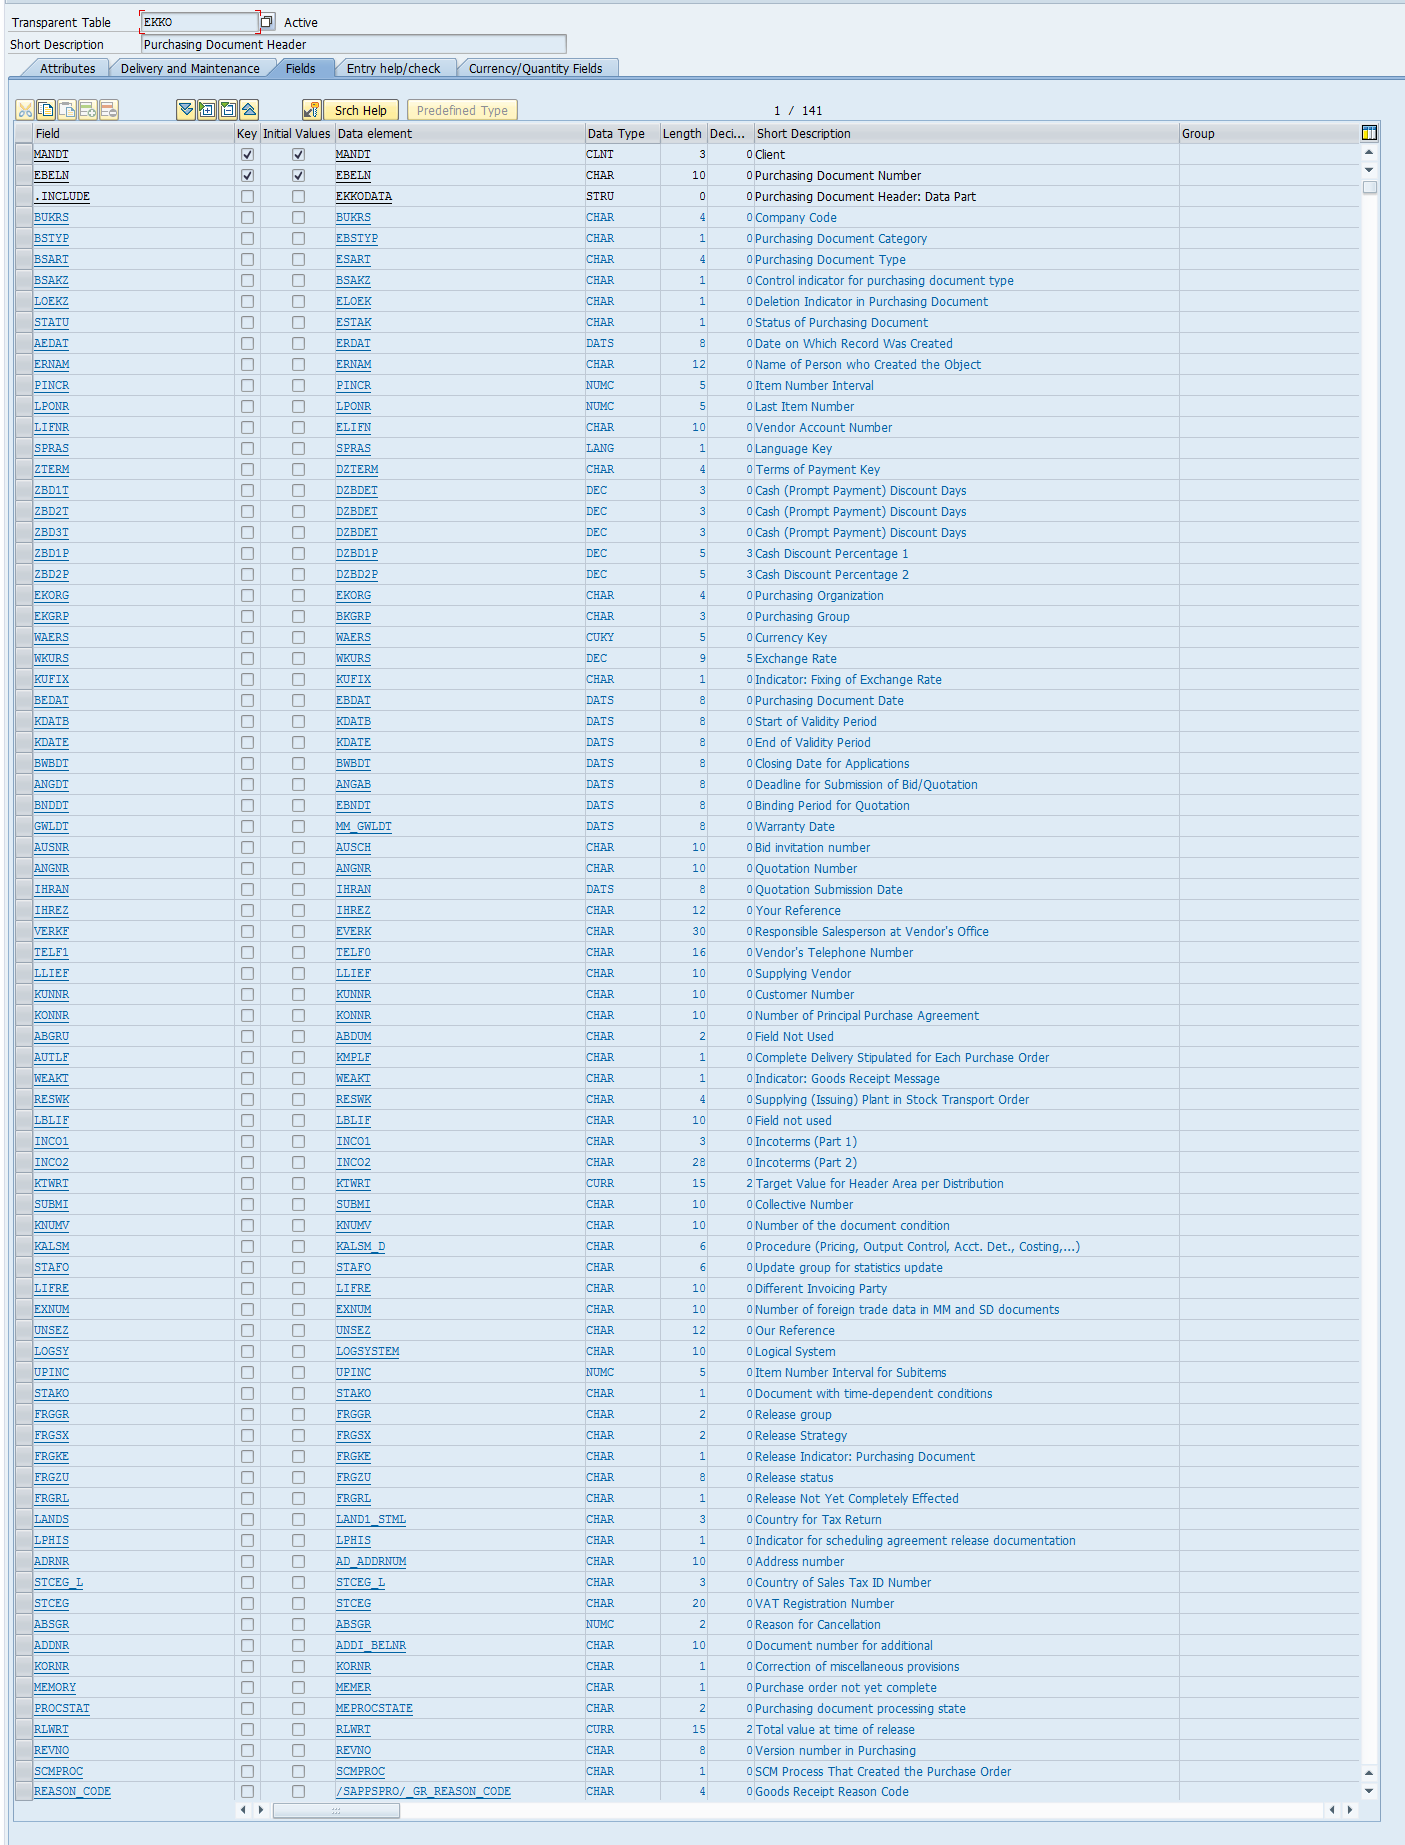 Transparent Table EKKO Active
Short Description Purchasing Document Header
Attributes Delivery and Maintenance Fields Entry help/check Currency/Quantity Fields
Srch Help Predefined Type 1 / 141
Field Key Initial Values Data element Data Type Length Deci... Short Description Group
MANDT MANDT CLNT 3 0 Client
EBELN EBELN CHAR 10 0 Purchasing Document Number
.INCLUDE EKKODATA STRU 0 0 Purchasing Document Header: Data Part
BUKRS BUKRS CHAR 4 0 Company Code
BSTYP EBSTYP CHAR 1 0 Purchasing Document Category
BSART ESART CHAR 4 0 Purchasing Document Type
BSAKZ BSAKZ CHAR 1 0 Control indicator for purchasing document type
LOEKZ ELOEK CHAR 1 0 Deletion Indicator in Purchasing Document
STATU ESTAK CHAR 1 0 Status of Purchasing Document
AEDAT ERDAT DATS 8 0 Date on Which Record Was Created
ERNAM ERNAM CHAR 12 0 Name of Person who Created the Object
PINCR PINCR NUMC 5 0 Item Number Interval
LPONR LPONR NUMC 5 0 Last Item Number
LIFNR ELIFN CHAR 10 0 Vendor Account Number
SPRAS SPRAS LANG 1 0 Language Key
ZTERM DZTERM CHAR 4 0 Terms of Payment Key
ZBD1T DZBDET DEC 3 0 Cash (Prompt Payment) Discount Days
ZBD2T DZBDET DEC 3 0 Cash (Prompt Payment) Discount Days
ZBD3T DZBDET DEC 3 0 Cash (Prompt Payment) Discount Days
ZBD1P DZBD1P DEC 5 3 Cash Discount Percentage 1
ZBD2P DZBD2P DEC 5 3 Cash Discount Percentage 2
EKORG EKORG CHAR 4 0 Purchasing Organization
EKGRP BKGRP CHAR 3 0 Purchasing Group
WAERS WAERS CUKY 5 0 Currency Key
WKURS WKURS DEC 9 5 Exchange Rate
KUFIX KUFIX CHAR 1 0 Indicator: Fixing of Exchange Rate
BEDAT EBDAT DATS 8 0 Purchasing Document Date
KDATB KDATB DATS 8 0 Start of Validity Period
KDATE KDATE DATS 8 0 End of Validity Period
BWBDT BWBDT DATS 8 0 Closing Date for Applications
ANGDT ANGAB DATS 8 0 Deadline for Submission of Bid/Quotation
BNDDT EBNDT DATS 8 0 Binding Period for Quotation
GWLDT MM_GWLDT DATS 8 0 Warranty Date
AUSNR AUSCH CHAR 10 0 Bid invitation number
ANGNR ANGNR CHAR 10 0 Quotation Number
IHRAN IHRAN DATS 8 0 Quotation Submission Date
IHREZ IHREZ CHAR 12 0 Your Reference
VERKF EVERK CHAR 30 0 Responsible Salesperson at Vendor's Office
TELF1 TELF0 CHAR 16 0 Vendor's Telephone Number
LLIEF LLIEF CHAR 10 0 Supplying Vendor
KUNNR KUNNR CHAR 10 0 Customer Number
KONNR KONNR CHAR 10 0 Number of Principal Purchase Agreement
ABGRU ABDUM CHAR 2 0 Field Not Used
AUTLF KMPLF CHAR 1 0 Complete Delivery Stipulated for Each Purchase Order
WEAKT WEAKT CHAR 1 0 Indicator: Goods Receipt Message
RESWK RESWK CHAR 4 0 Supplying (Issuing) Plant in Stock Transport Order
LBLIF LBLIF CHAR 10 0 Field not used
INCO1 INCO1 CHAR 3 0 Incoterms (Part 1)
INCO2 INCO2 CHAR 28 0 Incoterms (Part 2)
KTWRT KTWRT CURR 15 2 Target Value for Header Area per Distribution
SUBMI SUBMI CHAR 10 0 Collective Number
KNUMV KNUMV CHAR 10 0 Number of the document condition
KALSM KALSM_D CHAR 6 0 Procedure (Pricing, Output Control, Acct. Det., Costing,...)
STAFO STAFO CHAR 6 0 Update group for statistics update
LIFRE LIFRE CHAR 10 0 Different Invoicing Party
EXNUM EXNUM CHAR 10 0 Number of foreign trade data in MM and SD documents
UNSEZ UNSEZ CHAR 12 0 Our Reference
LOGSY LOGSYSTEM CHAR 10 0 Logical System
UPINC UPINC NUMC 5 0 Item Number Interval for Subitems
STAKO STAKO CHAR 1 0 Document with time-dependent conditions
FRGGR FRGGR CHAR 2 0 Release group
FRGSX FRGSX CHAR 2 0 Release Strategy
FRGKE FRGKE CHAR 1 0 Release Indicator: Purchasing Document
FRGZU FRGZU CHAR 8 0 Release status
FRGRL FRGRL CHAR 1 0 Release Not Yet Completely Effected
LANDS LAND1_STML CHAR 3 0 Country for Tax Return
LPHIS LPHIS CHAR 1 0 Indicator for scheduling agreement release documentation
ADRNR AD_ADDRNUM CHAR 10 0 Address number
STCEG_L STCEG_L CHAR 3 0 Country of Sales Tax ID Number
STCEG STCEG CHAR 20 0 VAT Registration Number
ABSGR ABSGR NUMC 2 0 Reason for Cancellation
ADDNR ADDI_BELNR CHAR 10 0 Document number for additional
KORNR KORNR CHAR 1 0 Correction of miscellaneous provisions
MEMORY MEMER CHAR 1 0 Purchase order not yet complete
PROCSTAT MEPROCSTATE CHAR 2 0 Purchasing document processing state
RLWRT RLWRT CURR 15 2 Total value at time of release
REVNO REVNO CHAR 8 0 Version number in Purchasing
SCMPROC SCMPROC CHAR 1 0 SCM Process That Created the Purchase Order
REASON_CODE /SAPPSPRO/_GR_REASON_CODE CHAR 4 0 Goods Receipt Reason Code